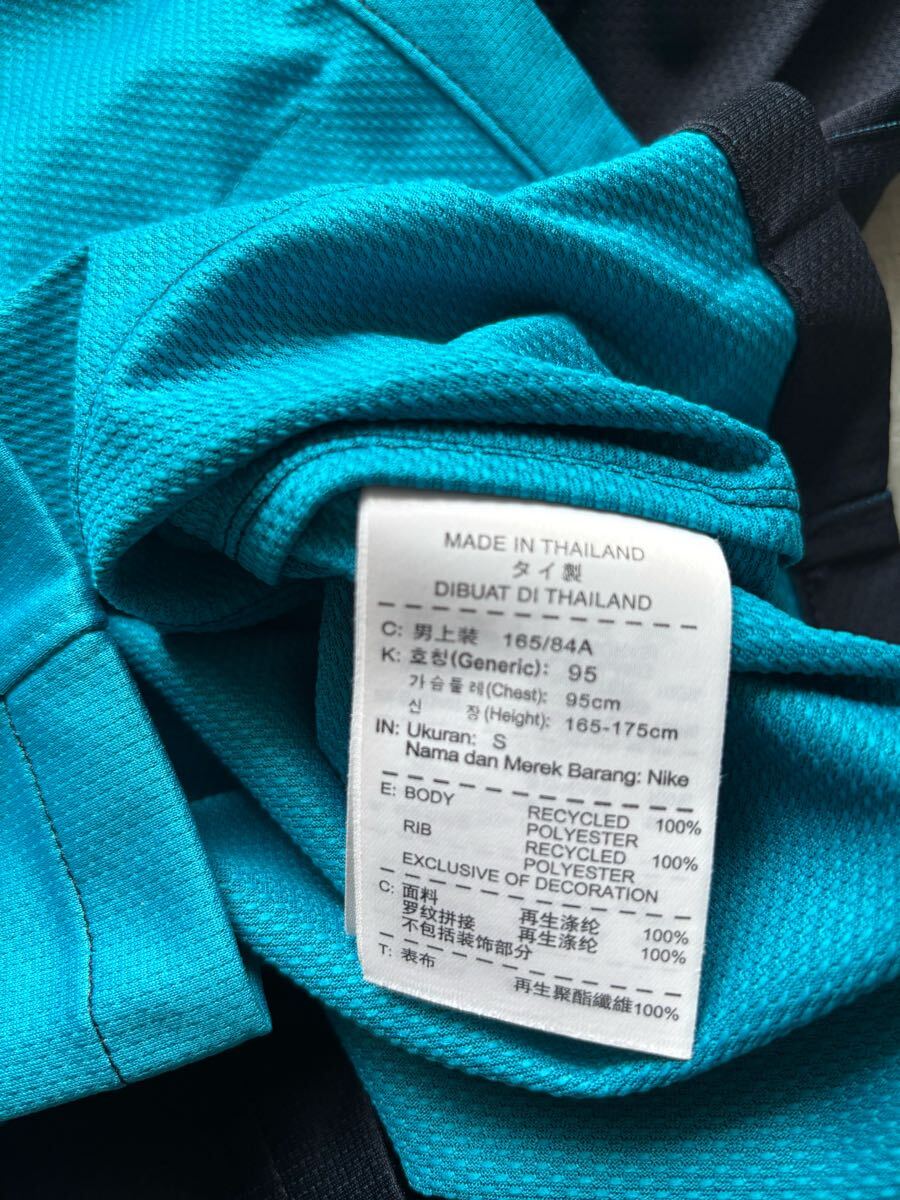 MADE IN THAILAND
タイ製
DIBUAT DI THAILAND
C: 男上装 165/84A
K: 호칭(Generic): 95
가슴둘레(Chest): 95cm
신 장(Height): 165-175cm
IN: Ukuran: S
Nama dan Merek Barang: Nike
E: BODY RECYCLED POLYESTER 100%
RIB RECYCLED POLYESTER 100%
EXCLUSIVE OF DECORATION
C: 面料 再生涤纶 100%
罗纹拼接 再生涤纶 100%
不包括装饰部分
T: 表布
再生聚酯纖維100%